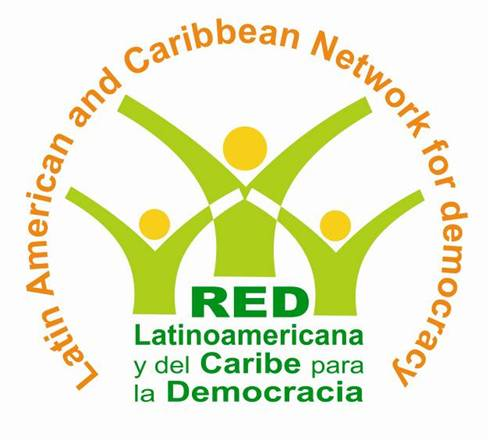 Latin American and Caribbean Network for democracy
RED
Latinoamericana
y del Caribe para
la Democracia